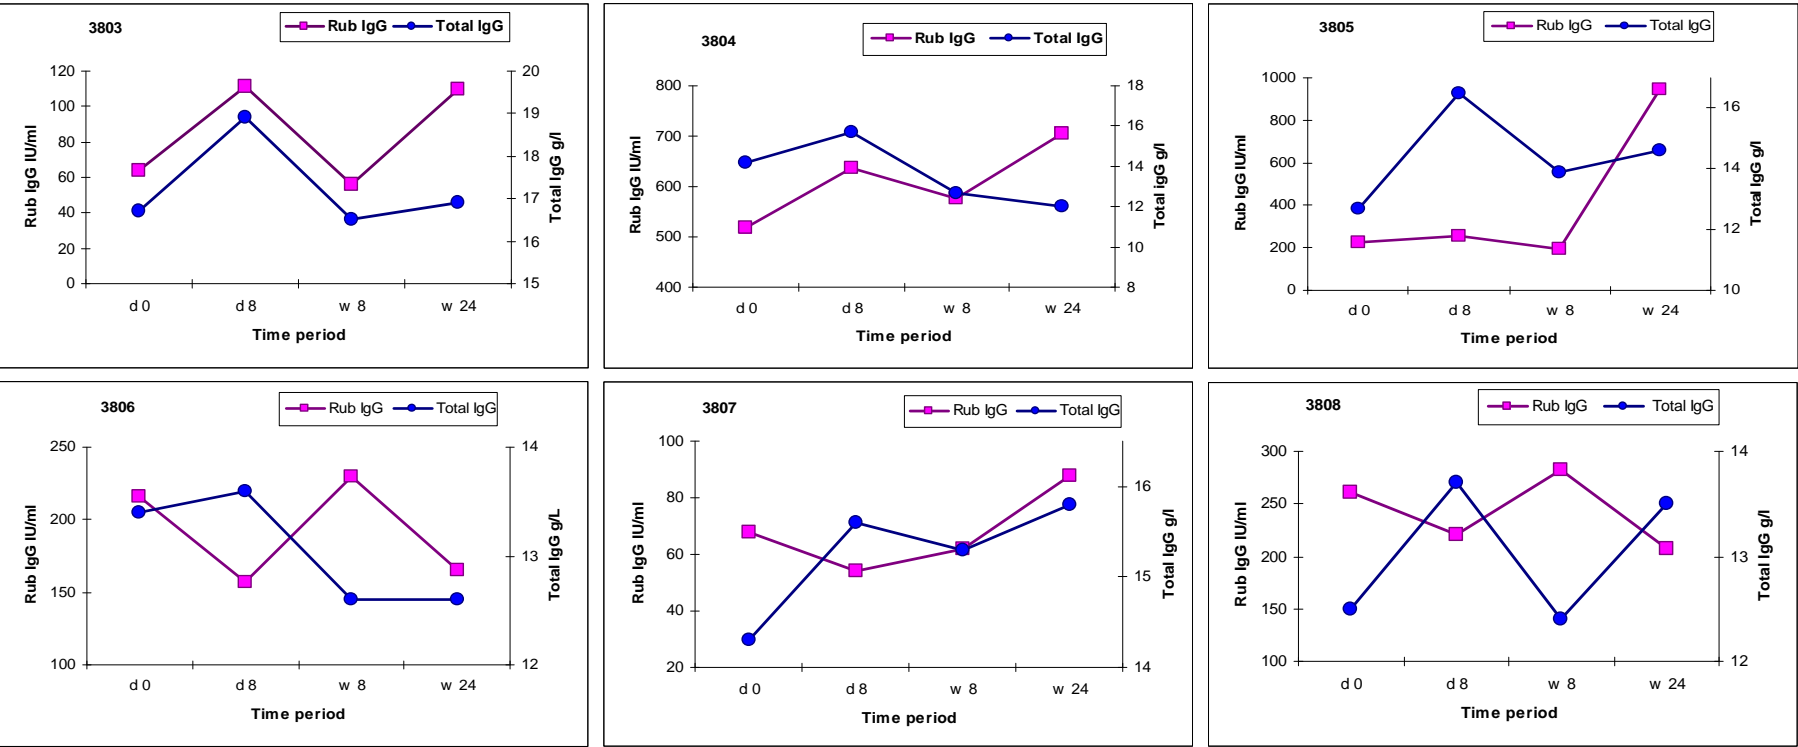 3803
Rub IgG Total IgG
120
100
80
60
40
20
0
Rub IgG IU/ml
20
19
18
17
16
15
Total IgG g/l
d 0 d 8 w 8 w 24
Time period
3804
Rub IgG Total IgG
800
700
600
500
400
Rub IgG IU/ml
18
16
14
12
10
8
Total IgG g/l
d 0 d 8 w 8 w 24
Time period
3805
Rub IgG Total IgG
1000
800
600
400
200
0
Rub IgG IU/ml
16
14
12
10
Total IgG g/l
d 0 d 8 w 8 w 24
Time period
3806
Rub IgG Total IgG
250
200
150
100
Rub IgG IU/ml
14
13
12
Total IgG g/L
d 0 d 8 w 8 w 24
Time period
3807
Rub IgG Total IgG
100
80
60
40
20
Rub IgG IU/ml
16
15
14
Total IgG g/l
d 0 d 8 w 8 w 24
Time period
3808
Rub IgG Total IgG
300
250
200
150
100
Rub IgG IU/ml
14
13
12
Total IgG g/l
d 0 d 8 w 8 w 24
Time period